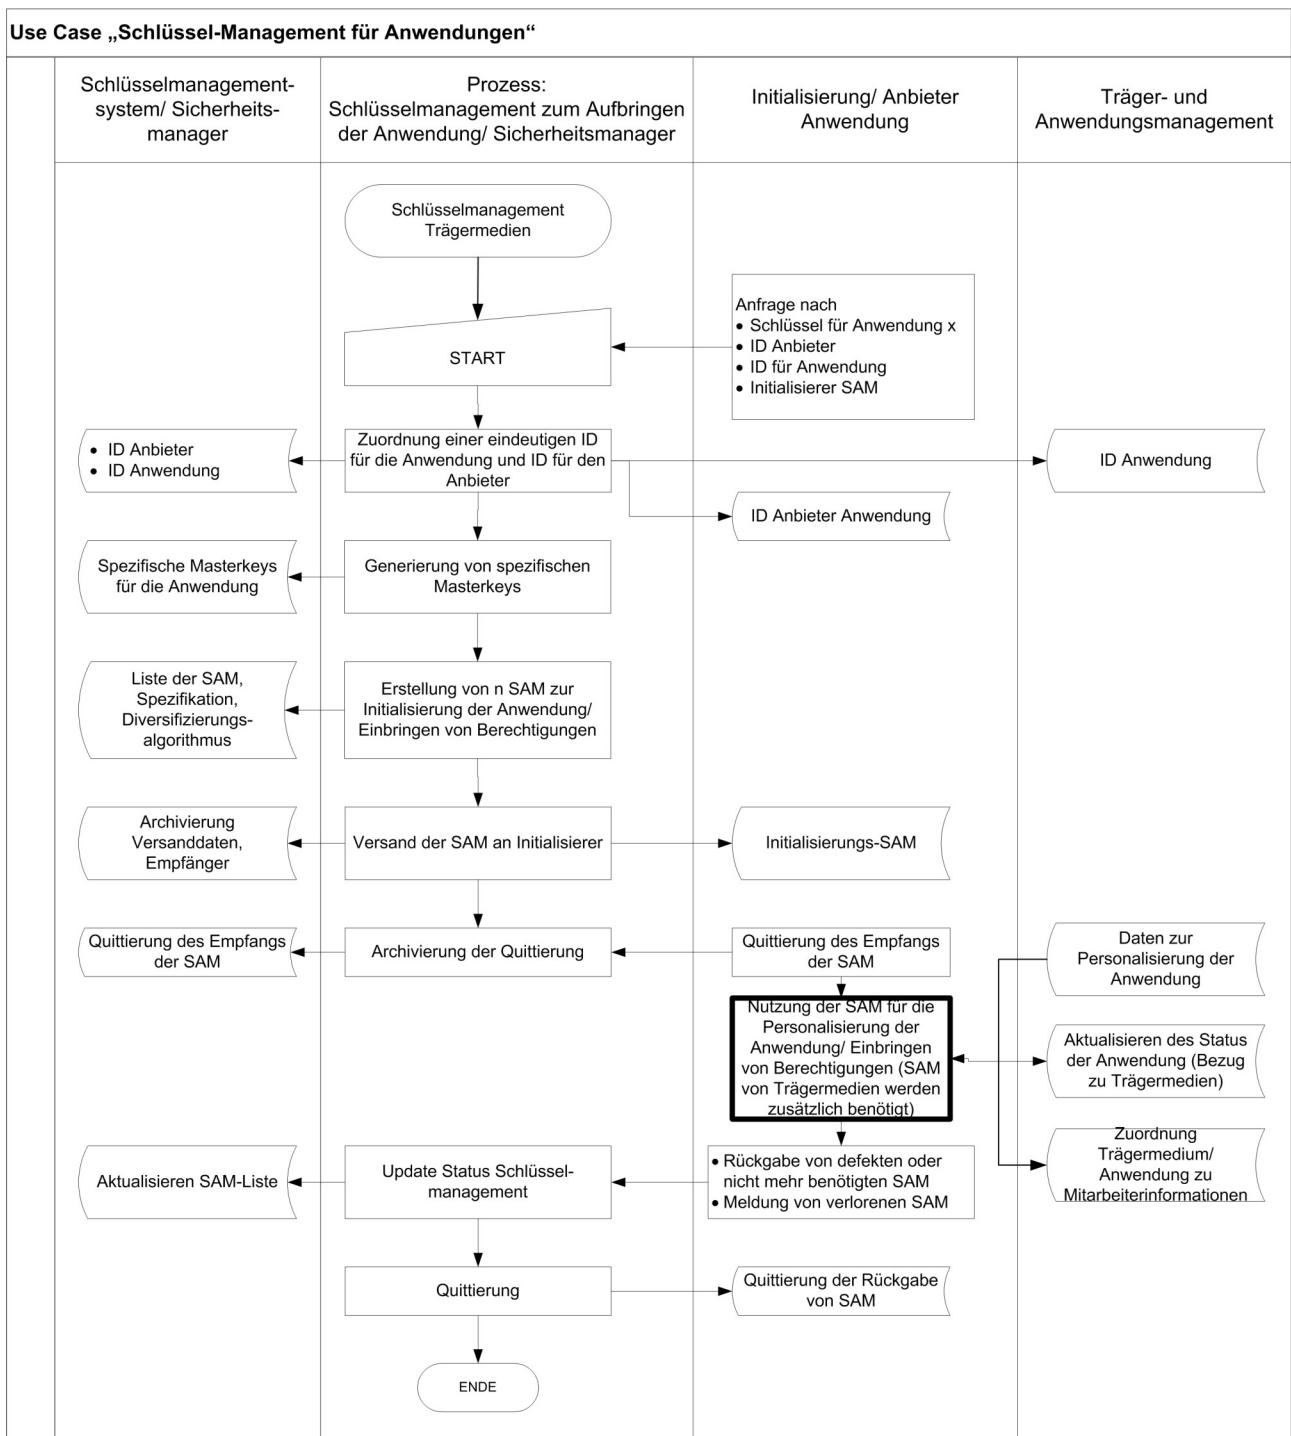 Use Case „Schlüssel-Management für Anwendungen“
Schlüsselmanagement-
system/ Sicherheits-
manager
Prozess:
Schlüsselmanagement zum Aufbringen
der Anwendung/ Sicherheitsmanager
Initialisierung/ Anbieter
Anwendung
Träger- und
Anwendungsmanagement
Schlüsselmanagement
Trägermedien
Anfrage nach
• Schlüssel für Anwendung x
• ID Anbieter
• ID für Anwendung
• Initialisierer SAM
START
• ID Anbieter
• ID Anwendung
Zuordnung einer eindeutigen ID
für die Anwendung und ID für den
Anbieter
ID Anwendung
ID Anbieter Anwendung
Spezifische Masterkeys
für die Anwendung
Generierung von spezifischen
Masterkeys
Liste der SAM,
Spezifikation,
Diversifizierungs-
algorithmus
Erstellung von n SAM zur
Initialisierung der Anwendung/
Einbringen von Berechtigungen
Archivierung
Versanddaten,
Empfänger
Versand der SAM an Initialisierer
Initialisierungs-SAM
Quittierung des Empfangs
der SAM
Archivierung der Quittierung
Quittierung des Empfangs
der SAM
Daten zur
Personalisierung der
Anwendung
Nutzung der SAM für die
Personalisierung der
Anwendung/ Einbringen
von Berechtigungen (SAM
von Trägermedien werden
zusätzlich benötigt)
Aktualisieren des Status
der Anwendung (Bezug
zu Trägermedien)
Zuordnung
Trägermedium/
Anwendung zu
Mitarbeiterinformationen
Aktualisieren SAM-Liste
Update Status Schlüssel-
management
• Rückgabe von defekten oder
nicht mehr benötigten SAM
• Meldung von verlorenen SAM
Quittierung
Quittierung der Rückgabe
von SAM
ENDE